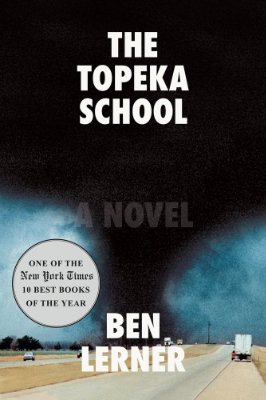 THE
TOPEKA
SCHOOL
A NOVEL
ONE OF THE
New York Times
10 BEST BOOKS
OF THE YEAR
BEN
LERNER